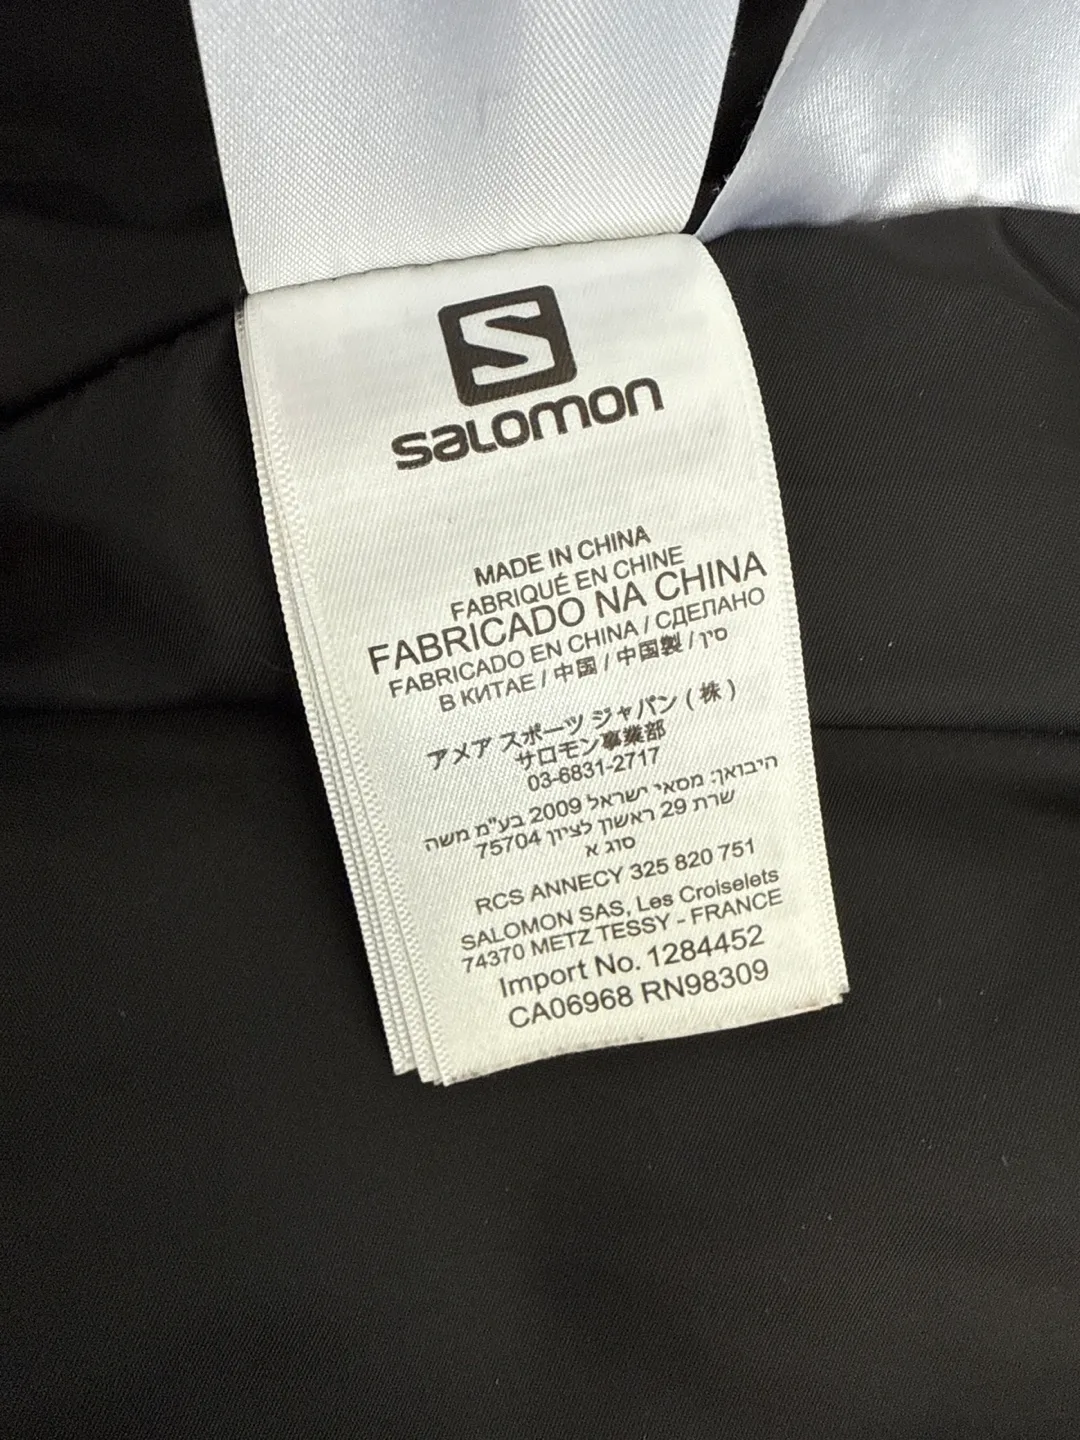 S
salomon
MADE IN CHINA
FABRIQUÉ EN CHINE
FABRICADO NA CHINA
FABRICADO EN CHINA / СДЕЛАНО
В КИТАЕ / 中国 / 中国製 / סין
アメア スポーツ ジャパン ( 株 )
サロモン事業部
03-6831-2717
היבואן: מסאי ישראל 2009 בע"מ משה
שרת 29 ראשון לציון 75704
סוג א
RCS ANNECY 325 820 751
SALOMON SAS, Les Croiselets
74370 METZ TESSY - FRANCE
Import No. 1284452
CA06968 RN98309